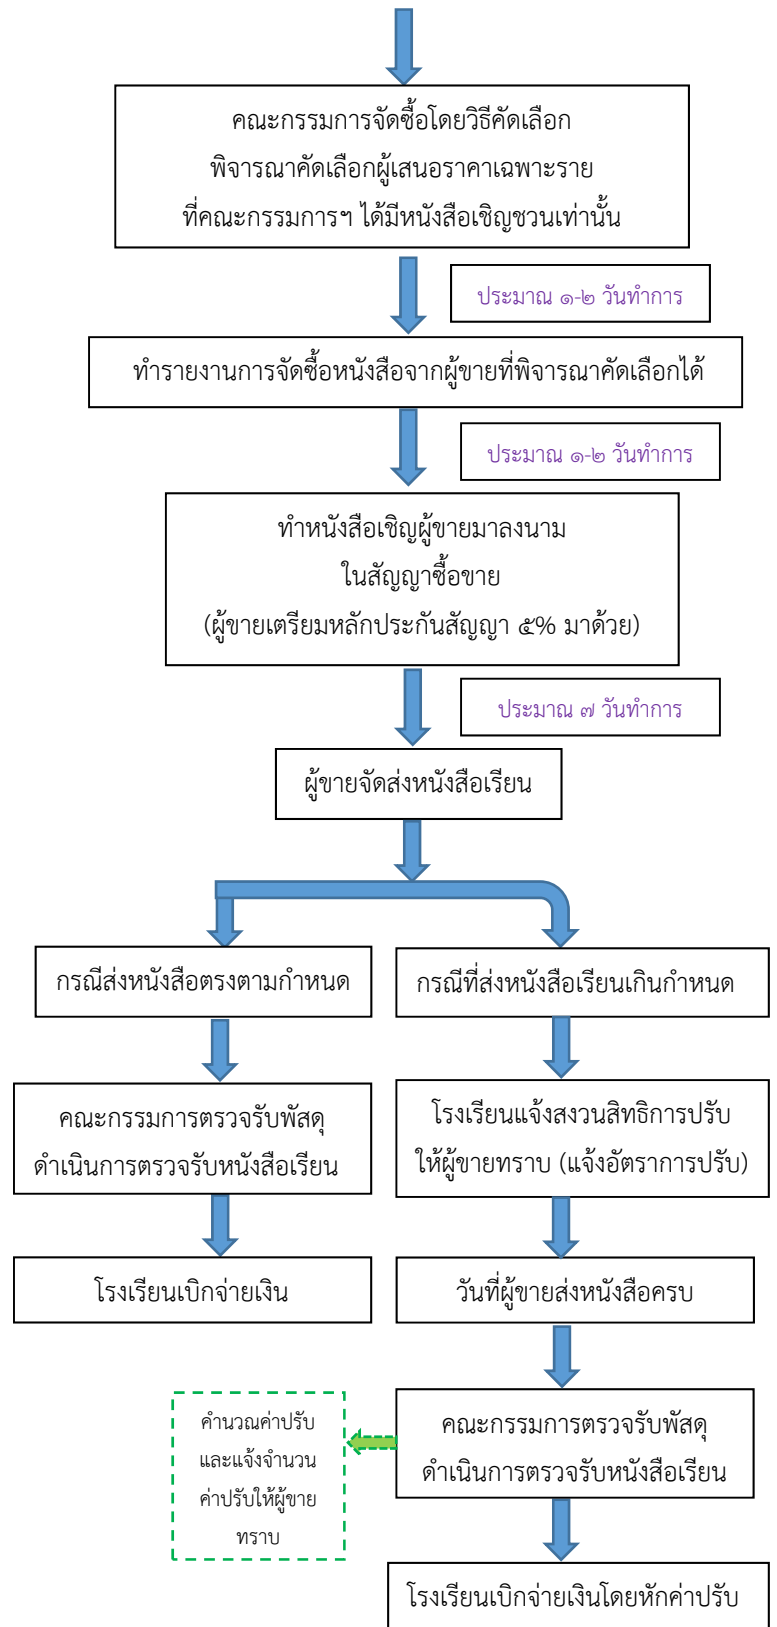 คณะกรรมการจัดซื้อโดยวิธีคัดเลือก
พิจารณาคัดเลือกผู้เสนอราคาเฉพาะราย
ที่คณะกรรมการฯ ได้มีหนังสือเชิญชวนเท่านั้น
ประมาณ ๑-๒ วันทำการ
ทำรายงานการจัดซื้อหนังสือจากผู้ขายที่พิจารณาคัดเลือกได้
ประมาณ ๑-๒ วันทำการ
ทำหนังสือเชิญผู้ขายมาลงนาม
ในสัญญาซื้อขาย
(ผู้ขายเตรียมหลักประกันสัญญา ๕% มาด้วย)
ประมาณ ๗ วันทำการ
ผู้ขายจัดส่งหนังสือเรียน
กรณีส่งหนังสือตรงตามกำหนด
กรณีที่ส่งหนังสือเรียนเกินกำหนด
คณะกรรมการตรวจรับพัสดุ
ดำเนินการตรวจรับหนังสือเรียน
โรงเรียนแจ้งสงวนสิทธิการปรับ
ให้ผู้ขายทราบ (แจ้งอัตราการปรับ)
โรงเรียนเบิกจ่ายเงิน
วันที่ผู้ขายส่งหนังสือครบ
คณะกรรมการตรวจรับพัสดุ
ดำเนินการตรวจรับหนังสือเรียน
คำนวณค่าปรับ
และแจ้งจำนวน
ค่าปรับให้ผู้ขาย
ทราบ
โรงเรียนเบิกจ่ายเงินโดยหักค่าปรับ